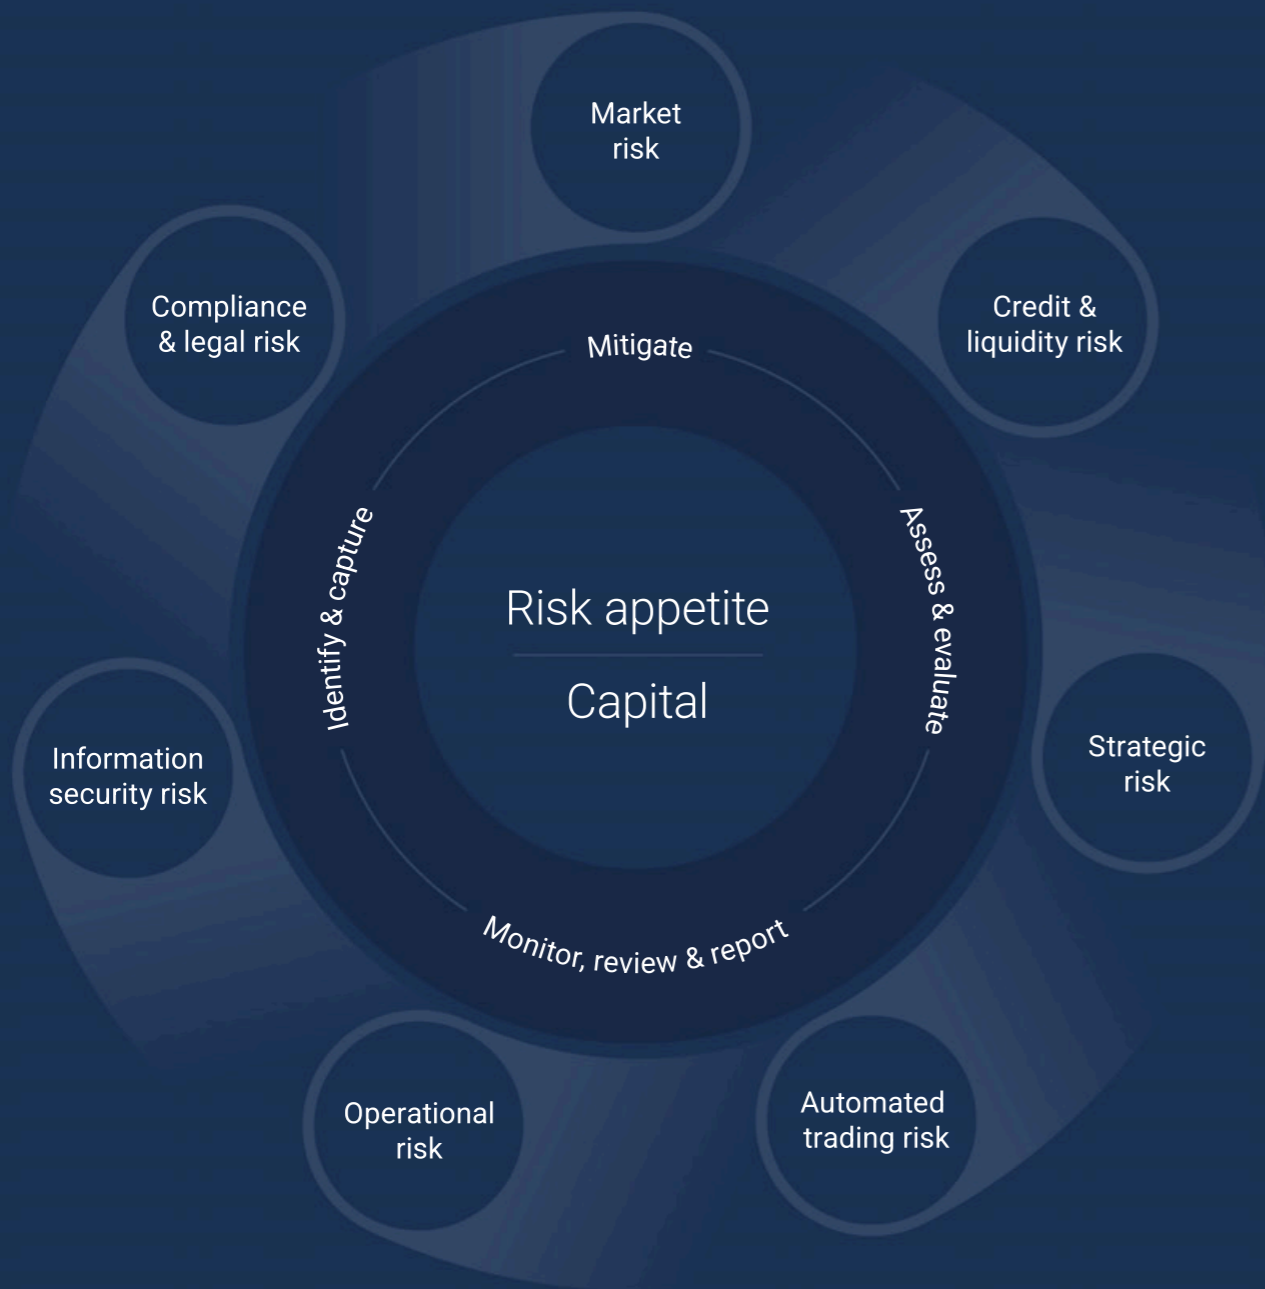 Market
risk
Compliance
& legal risk
Credit &
liquidity risk
Mitigate
Identify & capture
Assess & evaluate
Risk appetite
Capital
Information
security risk
Strategic
risk
Monitor, review & report
Operational
risk
Automated
trading risk